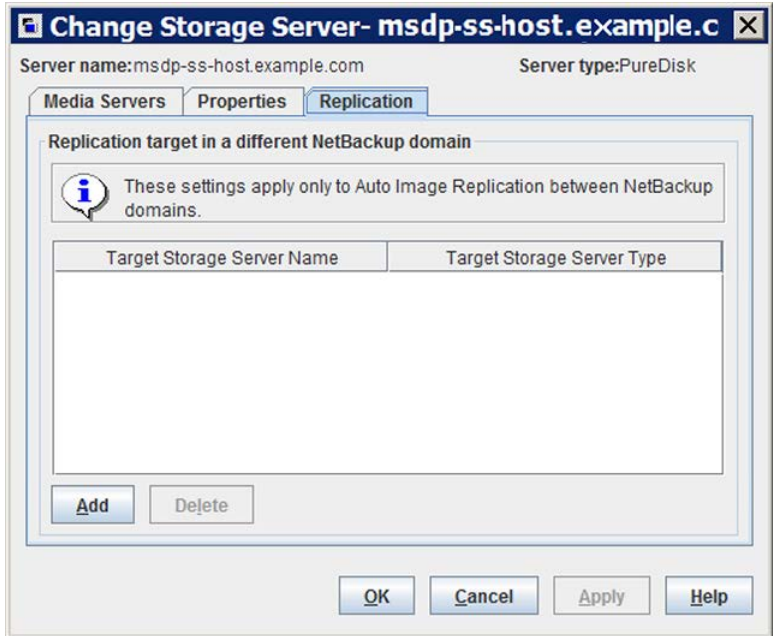 Change Storage Server- msdp-ss-host.example.c
Server name:msdp-ss-host.example.com Server type:PureDisk
Media Servers Properties Replication
Replication target in a different NetBackup domain
These settings apply only to Auto Image Replication between NetBackup
domains.
Target Storage Server Name Target Storage Server Type
Add Delete
OK Cancel Apply Help